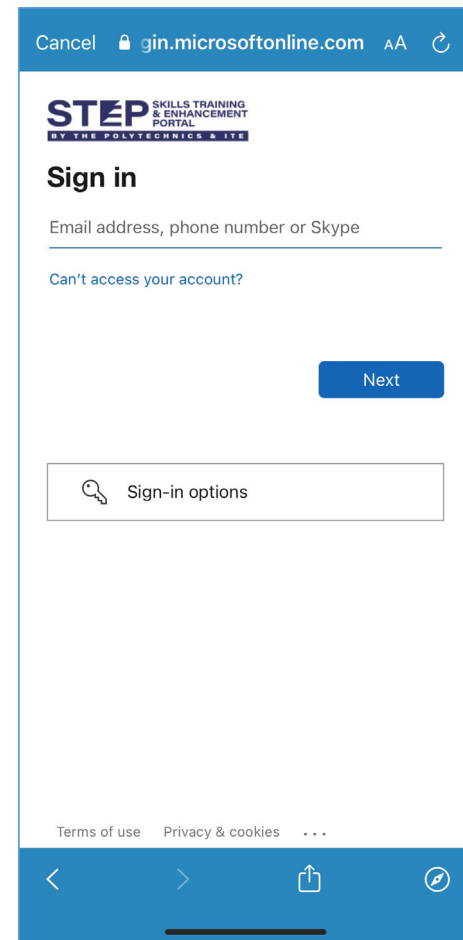 Cancel gin.microsoftonline.com AA
STEP SKILLS TRAINING
& ENHANCEMENT
PORTAL
BY THE POLYTECHNICS & ITE
Sign in
Email address, phone number or Skype
Can't access your account?
Next
Sign-in options
Terms of use Privacy & cookies ...